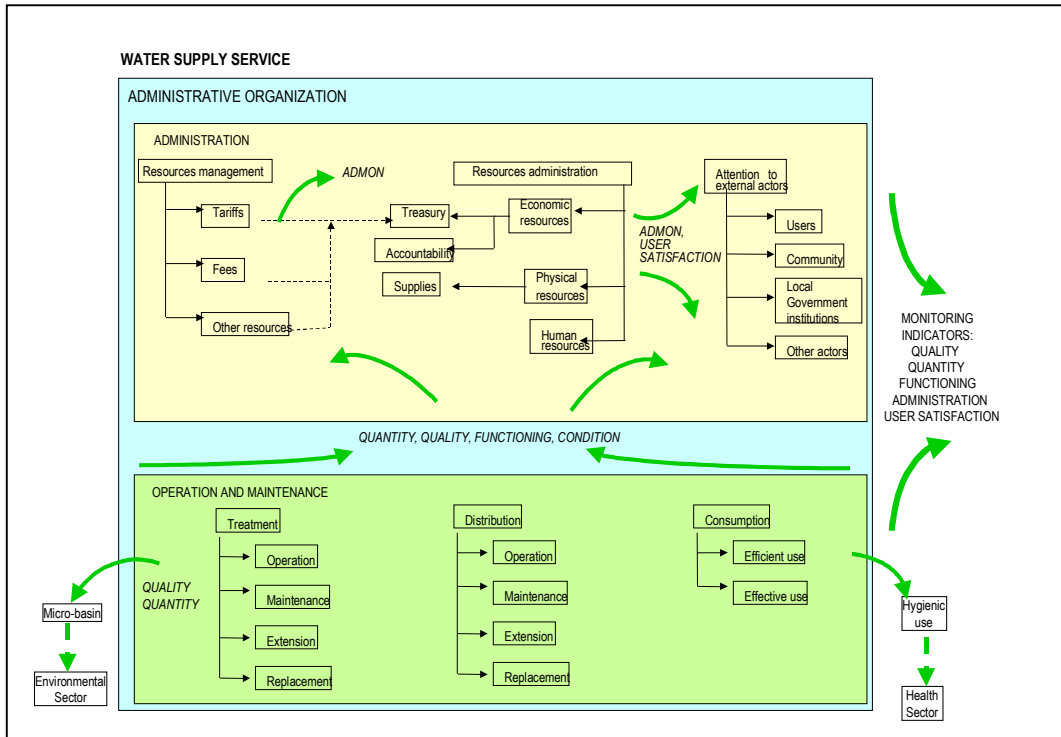 WATER SUPPLY SERVICE
ADMINISTRATIVE ORGANIZATION
ADMINISTRATION
Resources management
Tariffs
Fees
Other resources
ADMON
Resources administration
Treasury
Economic
resources
Accountability
Supplies
Physical
resources
Human
resources
ADMON,
USER
SATISFACTION
Attention to
external actors
Users
Community
Local
Government
institutions
Other actors
MONITORING
INDICATORS:
QUALITY
QUANTITY
FUNCTIONING
ADMINISTRATION
USER SATISFACTION
QUANTITY, QUALITY, FUNCTIONING, CONDITION
OPERATION AND MAINTENANCE
Treatment
Operation
Maintenance
Extension
Replacement
Distribution
Operation
Maintenance
Extension
Replacement
Consumption
Efficient use
Effective use
QUALITY
QUANTITY
Micro-basin
Environmental
Sector
Hygienic
use
Health
Sector